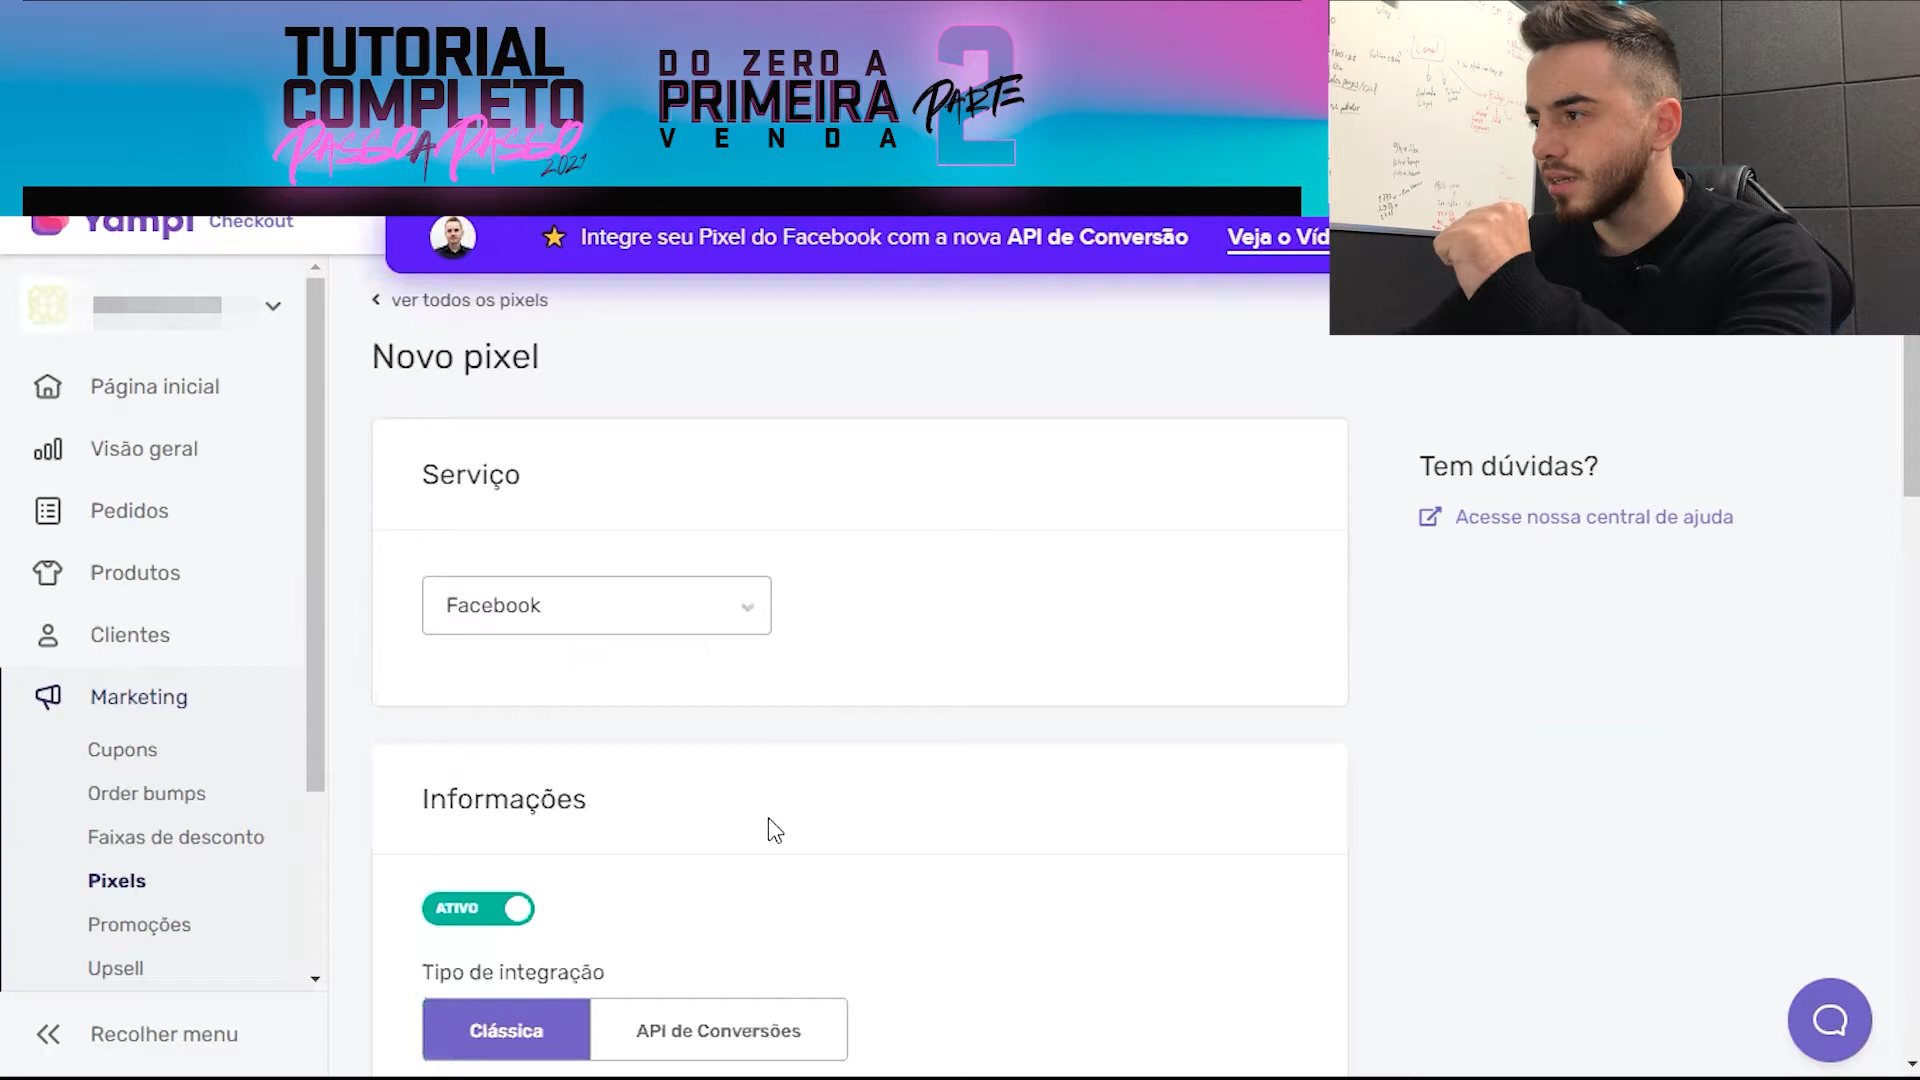 TUTORIAL
COMPLETO
PASSO A PASSO
2021
DO ZERO A
PRIMEIRA
VENDA
PARTE
2
Canal
Yampi Checkout
Integre seu Pixel do Facebook com a nova API de Conversão Veja o Víd
ver todos os pixels
Novo pixel
Página inicial
Visão geral
Pedidos
Produtos
Clientes
Marketing
Cupons
Order bumps
Faixas de desconto
Pixels
Promoções
Upsell
Recolher menu
Serviço
Facebook
Informações
ATIVO
Tipo de integração
Clássica
API de Conversões
Tem dúvidas?
Acesse nossa central de ajuda